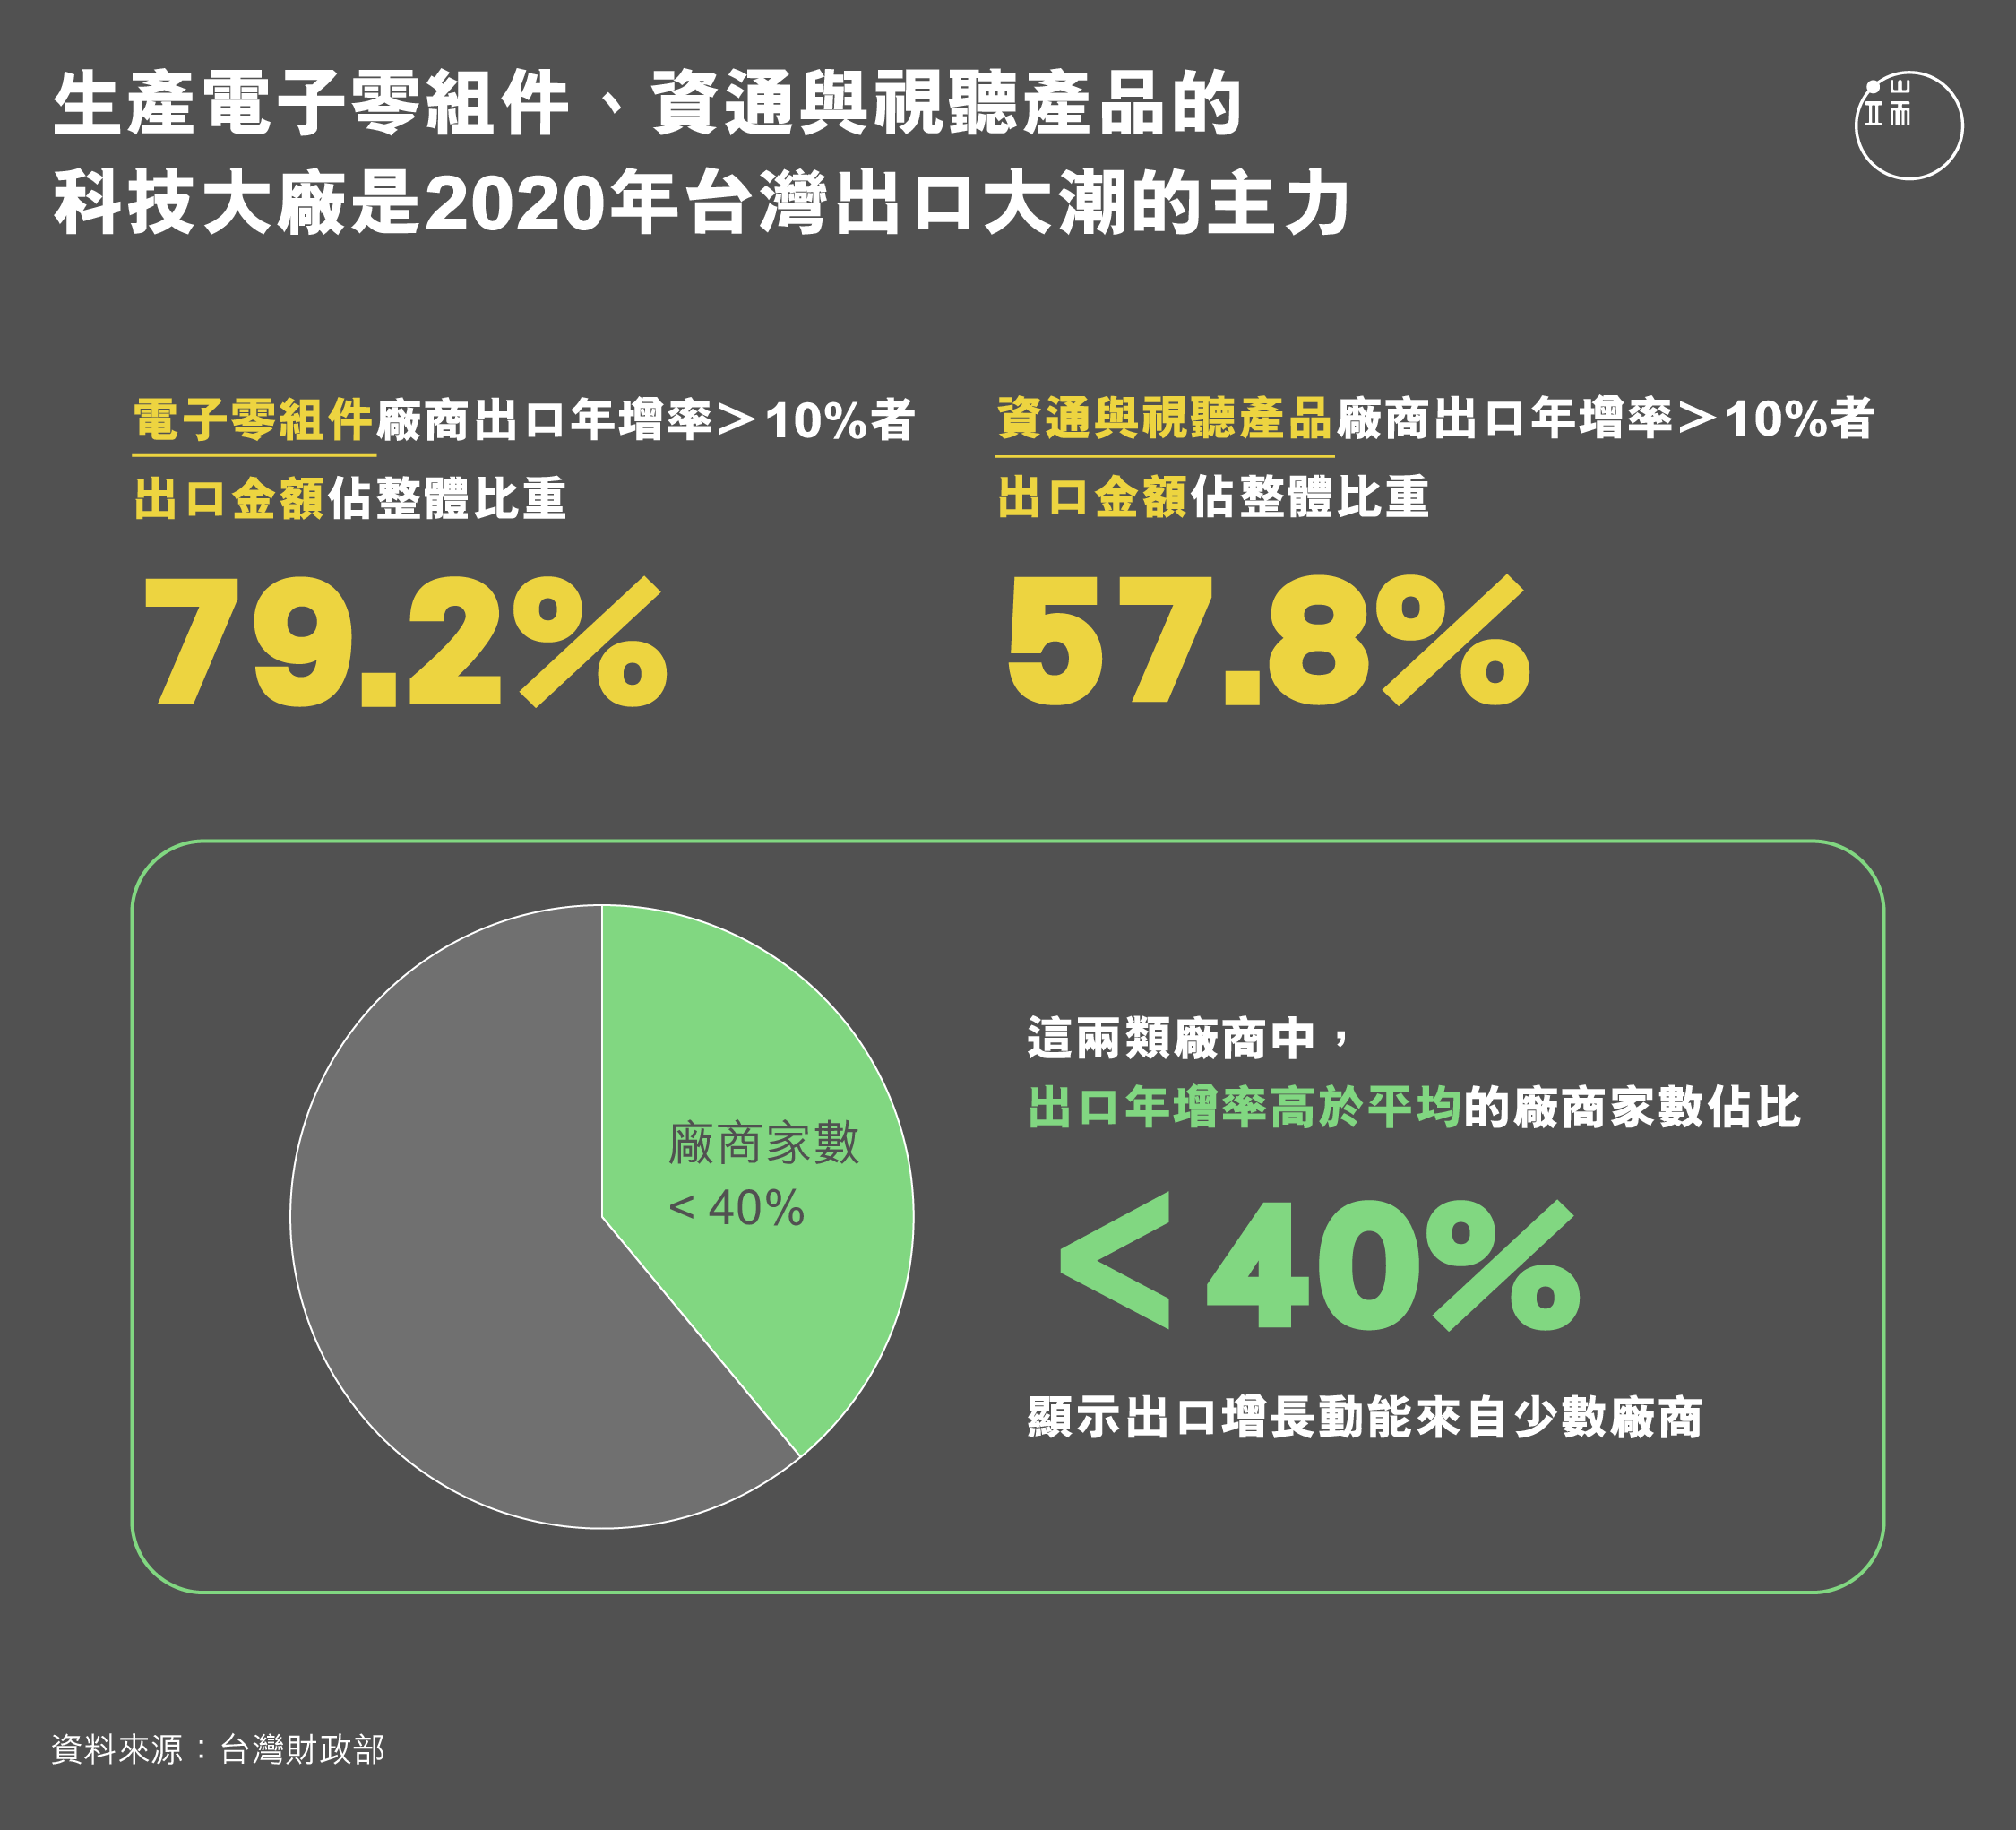 生產電子零組件、資通與視聽產品的
科技大廠是2020年台灣出口大潮的主力
電子零組件廠商出口年增率>10%者
出口金額佔整體比重
79.2%
資通與視聽產品廠商出口年增率>10%者
出口金額佔整體比重
57.8%
廠商家數
<40%
這兩類廠商中，
出口年增率高於平均的廠商家數佔比
<40%
顯示出口增長動能來自少數廠商
資料來源：台灣財政部